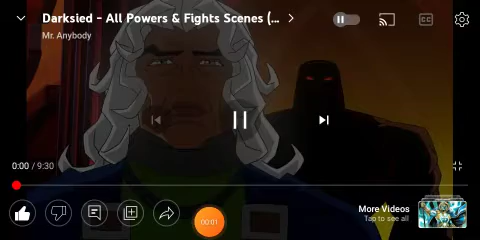 Darksied - All Powers & Fights Scenes (...
Mr. Anybody
CC
0:00 / 9:30
00:01
More Videos
Tap to see all